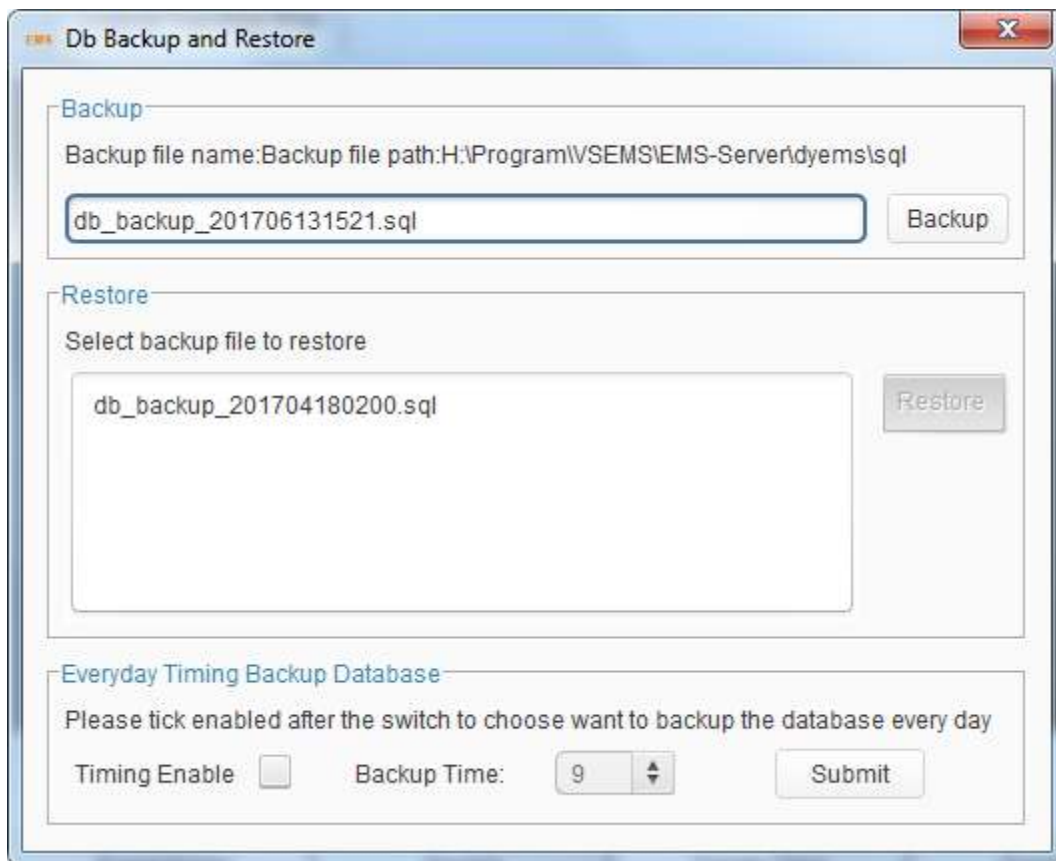 EMS Db Backup and Restore
Backup
Backup file name:Backup file path:H:\Program\VSEMS\EMS-Server\dyems\sql
db_backup_201706131521.sql Backup
Restore
Select backup file to restore
db_backup_201704180200.sql Restore
Everyday Timing Backup Database
Please tick enabled after the switch to choose want to backup the database every day
Timing Enable Backup Time: 9 Submit